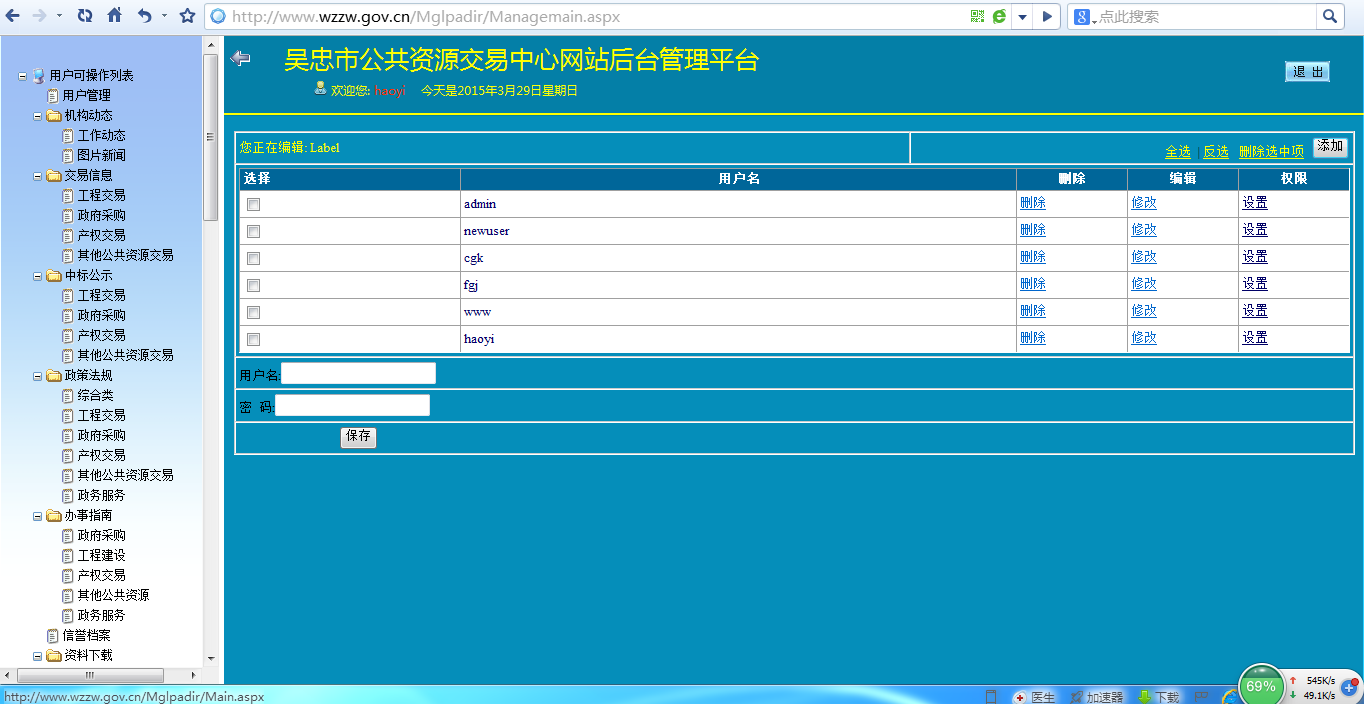 http://www.wzzw.gov.cn/Mglpadir/Managemain.aspx
8 点此搜索
吴忠市公共资源交易中心网站后台管理平台
欢迎您: haoyi 今天是2015年3月29日星期日
退 出
用户可操作列表
用户管理
机构动态
工作动态
图片新闻
交易信息
工程交易
政府采购
产权交易
其他公共资源交易
中标公示
工程交易
政府采购
产权交易
其他公共资源交易
政策法规
综合类
工程交易
政府采购
产权交易
其他公共资源交易
政务服务
办事指南
政府采购
工程建设
产权交易
其他公共资源
政务服务
信誉档案
资料下载
您正在编辑: Label
全选 | 反选 删除选中项 添加
选择 用户名 删除 编辑 权限
admin 删除 修改 设置
newuser 删除 修改 设置
cgk 删除 修改 设置
fgj 删除 修改 设置
www 删除 修改 设置
haoyi 删除 修改 设置
用户名:
密 码:
保存
http://www.wzzw.gov.cn/Mglpadir/Main.aspx
医生 加速器 下载
69%
545K/s
49.1K/s